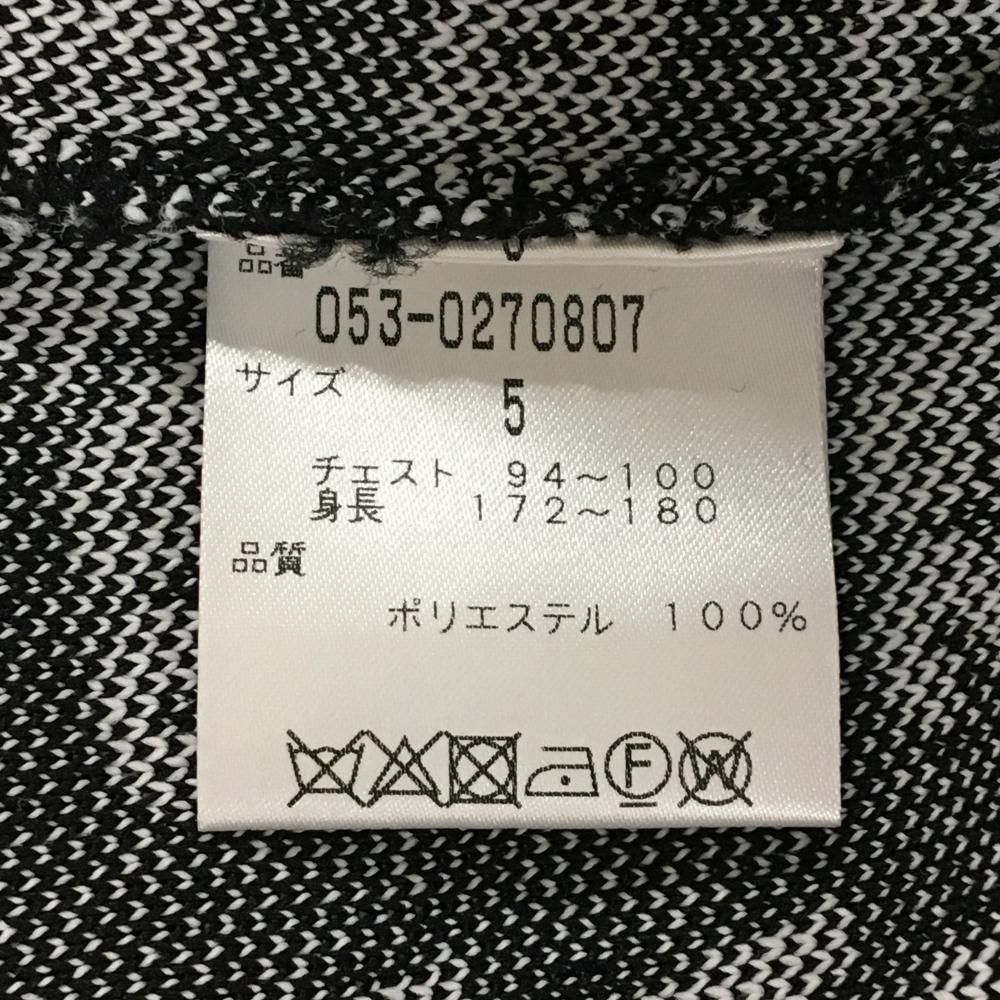 品番
053-0270807
サイズ
5
チェスト 94～100
身長 172～180
品質
ポリエステル 100%
F W